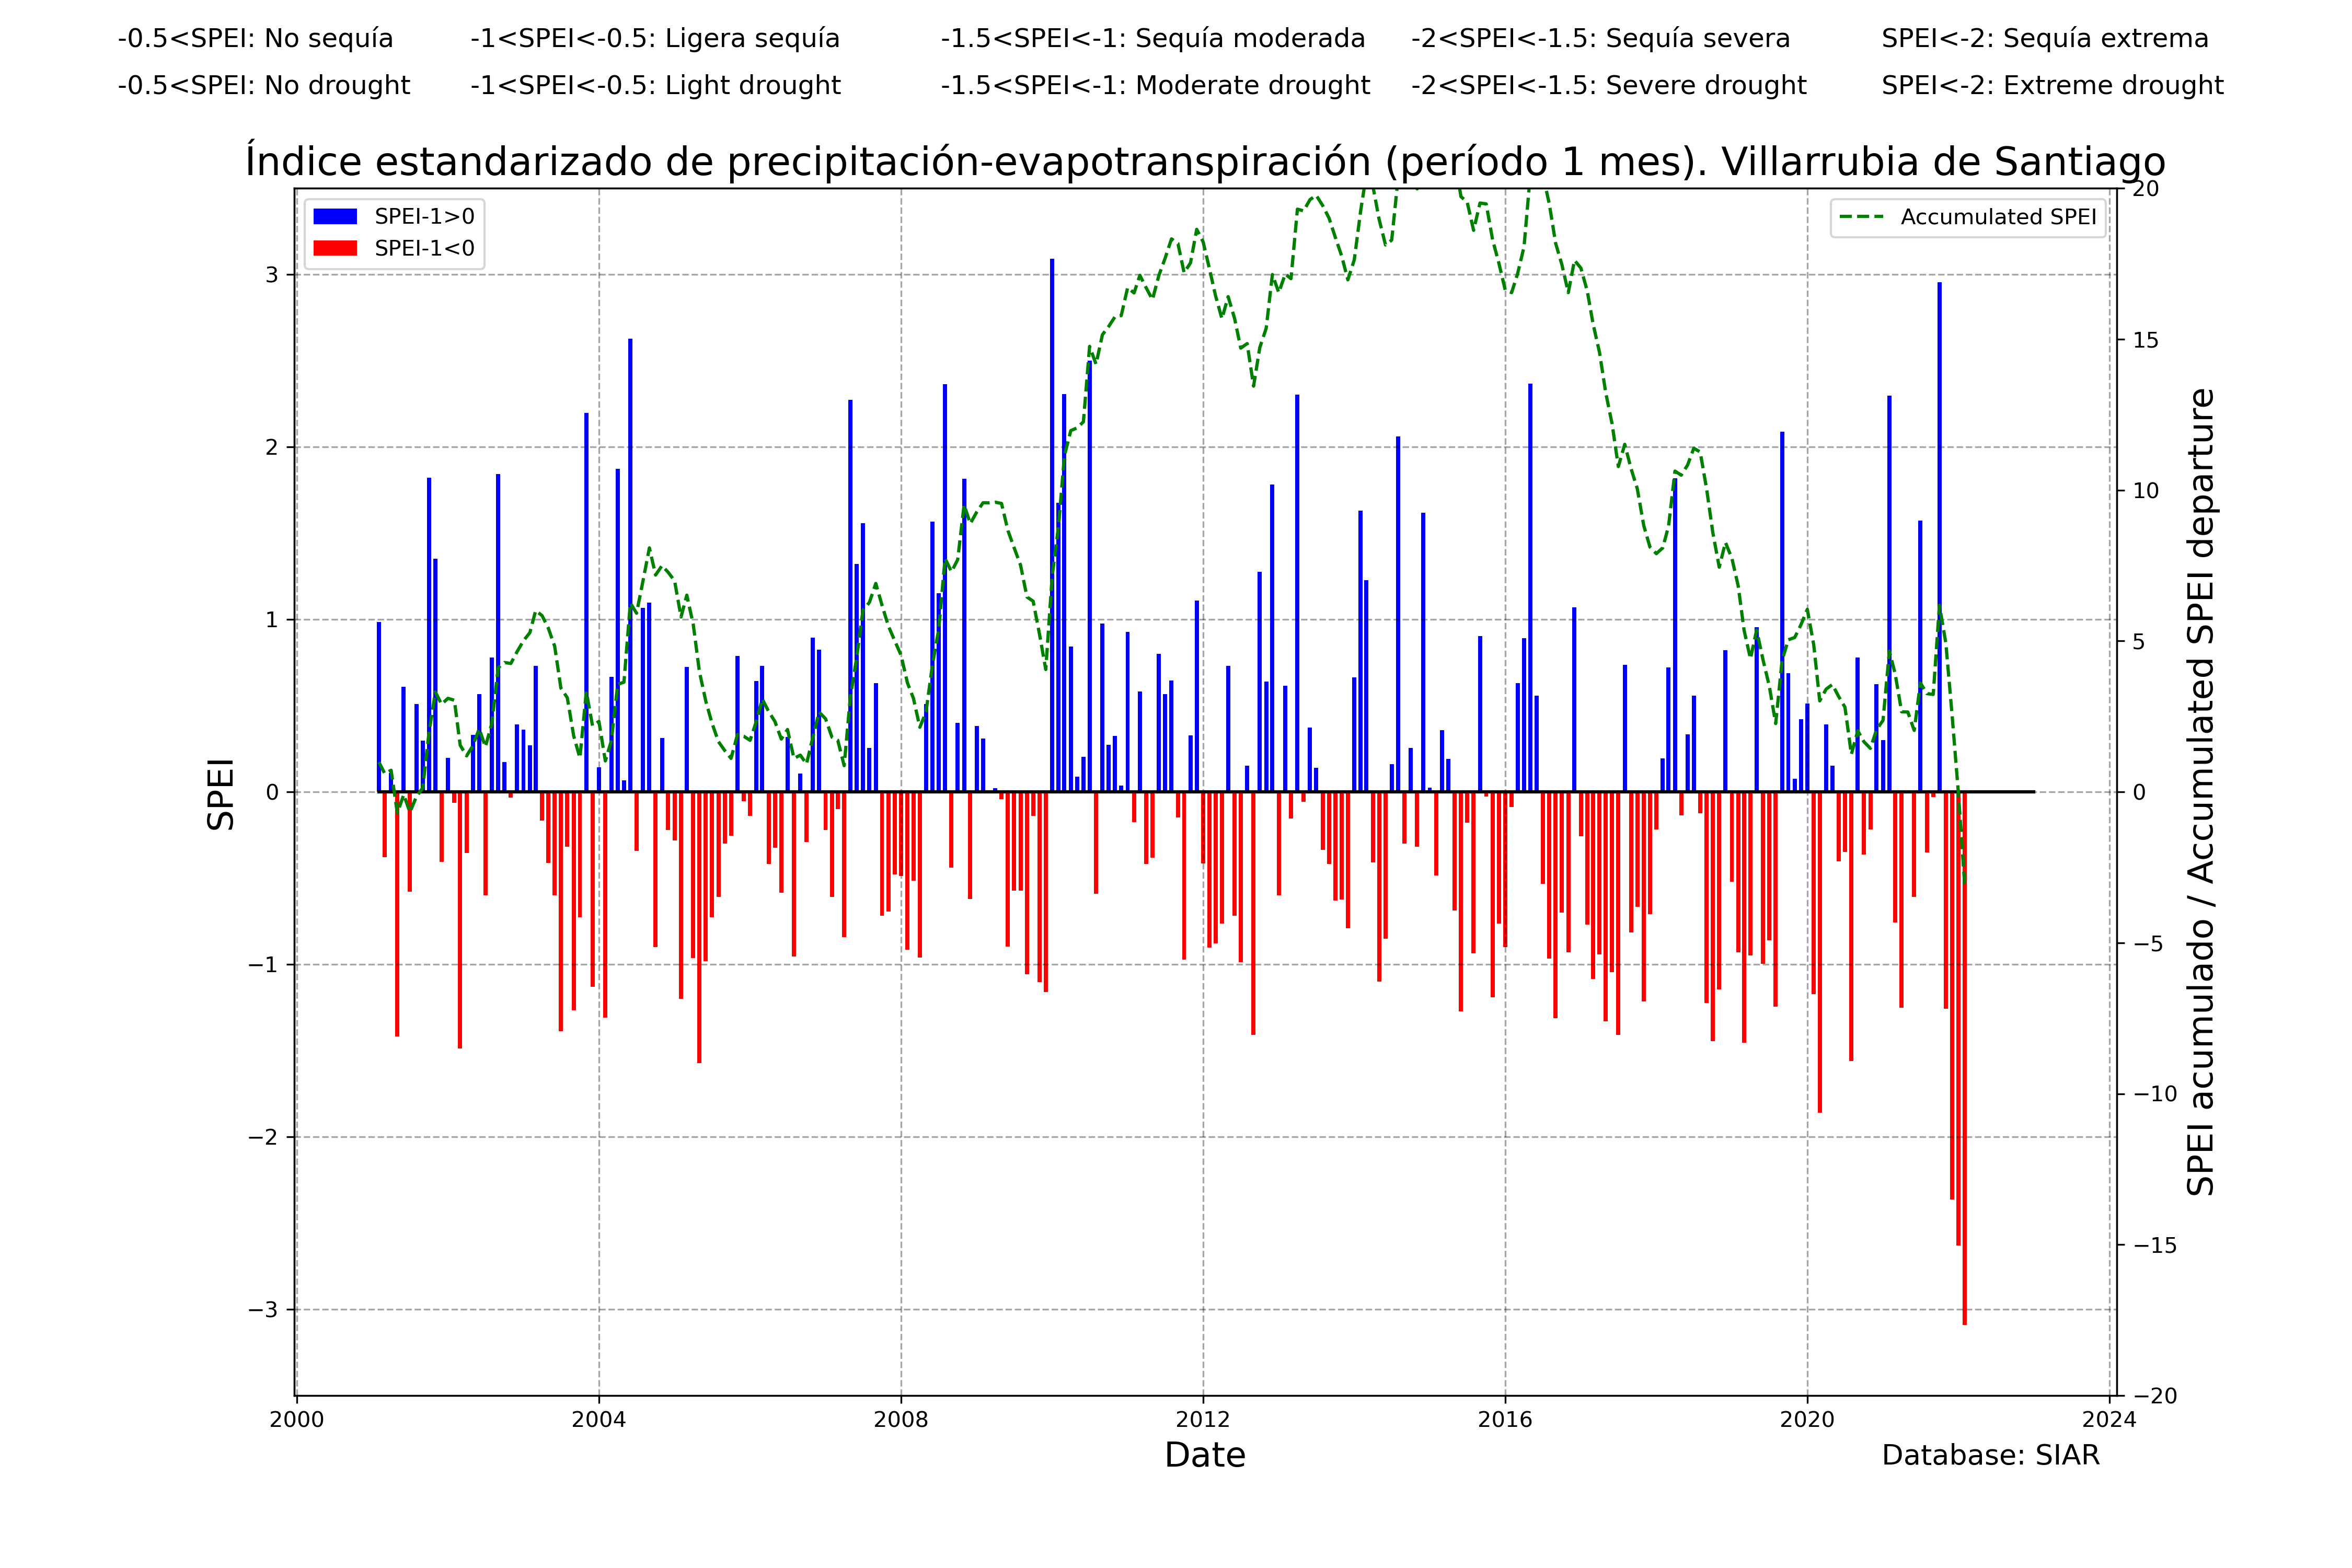 -0.5<SPEI: No sequía -1<SPEI<-0.5: Ligera sequía -1.5<SPEI<-1: Sequía moderada -2<SPEI<-1.5: Sequía severa SPEI<-2: Sequía extrema
-0.5<SPEI: No drought -1<SPEI<-0.5: Light drought -1.5<SPEI<-1: Moderate drought -2<SPEI<-1.5: Severe drought SPEI<-2: Extreme drought
Índice estandarizado de precipitación-evapotranspiración (período 1 mes). Villarrubia de Santiago
SPEI-1>0
SPEI-1<0
Accumulated SPEI
SPEI
3
2
1
0
−1
−2
−3
20
15
10
5
0
−5
−10
−15
−20
SPEI acumulado / Accumulated SPEI departure
2000 2004 2008 2012 2016 2020 2024
Date
Database: SIAR